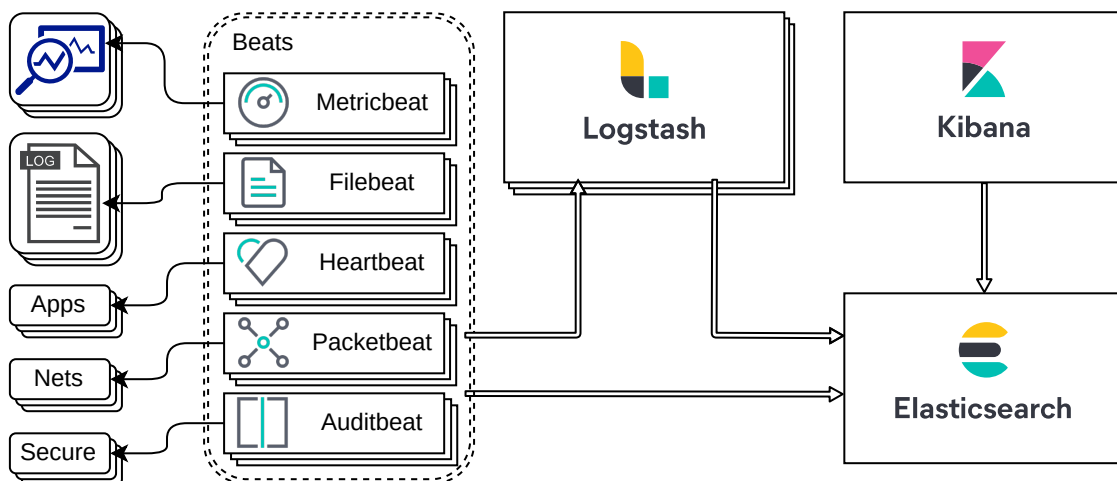 Beats
Metricbeat
LOG
Filebeat
Apps
Heartbeat
Nets
Packetbeat
Secure
Auditbeat
Logstash
Kibana
Elasticsearch